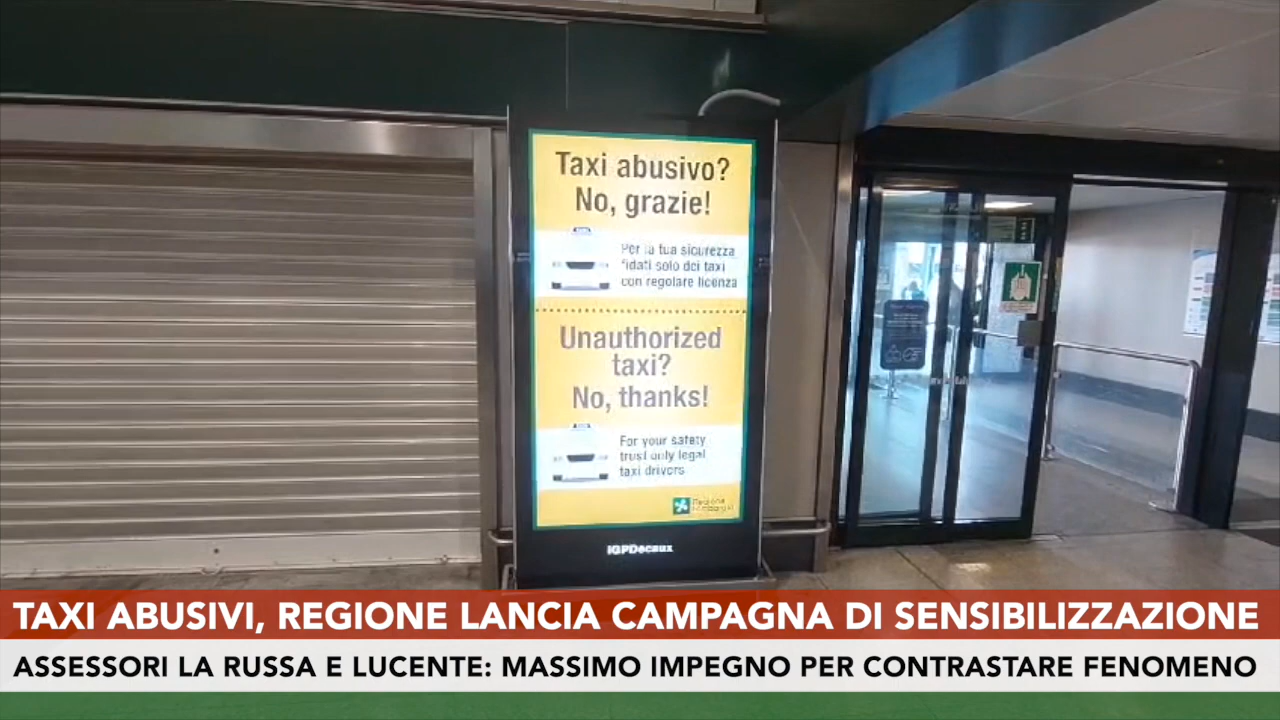 Taxi abusivo?
No, grazie!
Per la tua sicurezza
fidati solo dei taxi
con regolare licenza
Unauthorized
taxi?
No, thanks!
For your safety
trust only legal
taxi drivers
Regione
Lombardia
IGPDecaux
TAXI ABUSIVI, REGIONE LANCIA CAMPAGNA DI SENSIBILIZZAZIONE
ASSESSORI LA RUSSA E LUCENTE: MASSIMO IMPEGNO PER CONTRASTARE FENOMENO